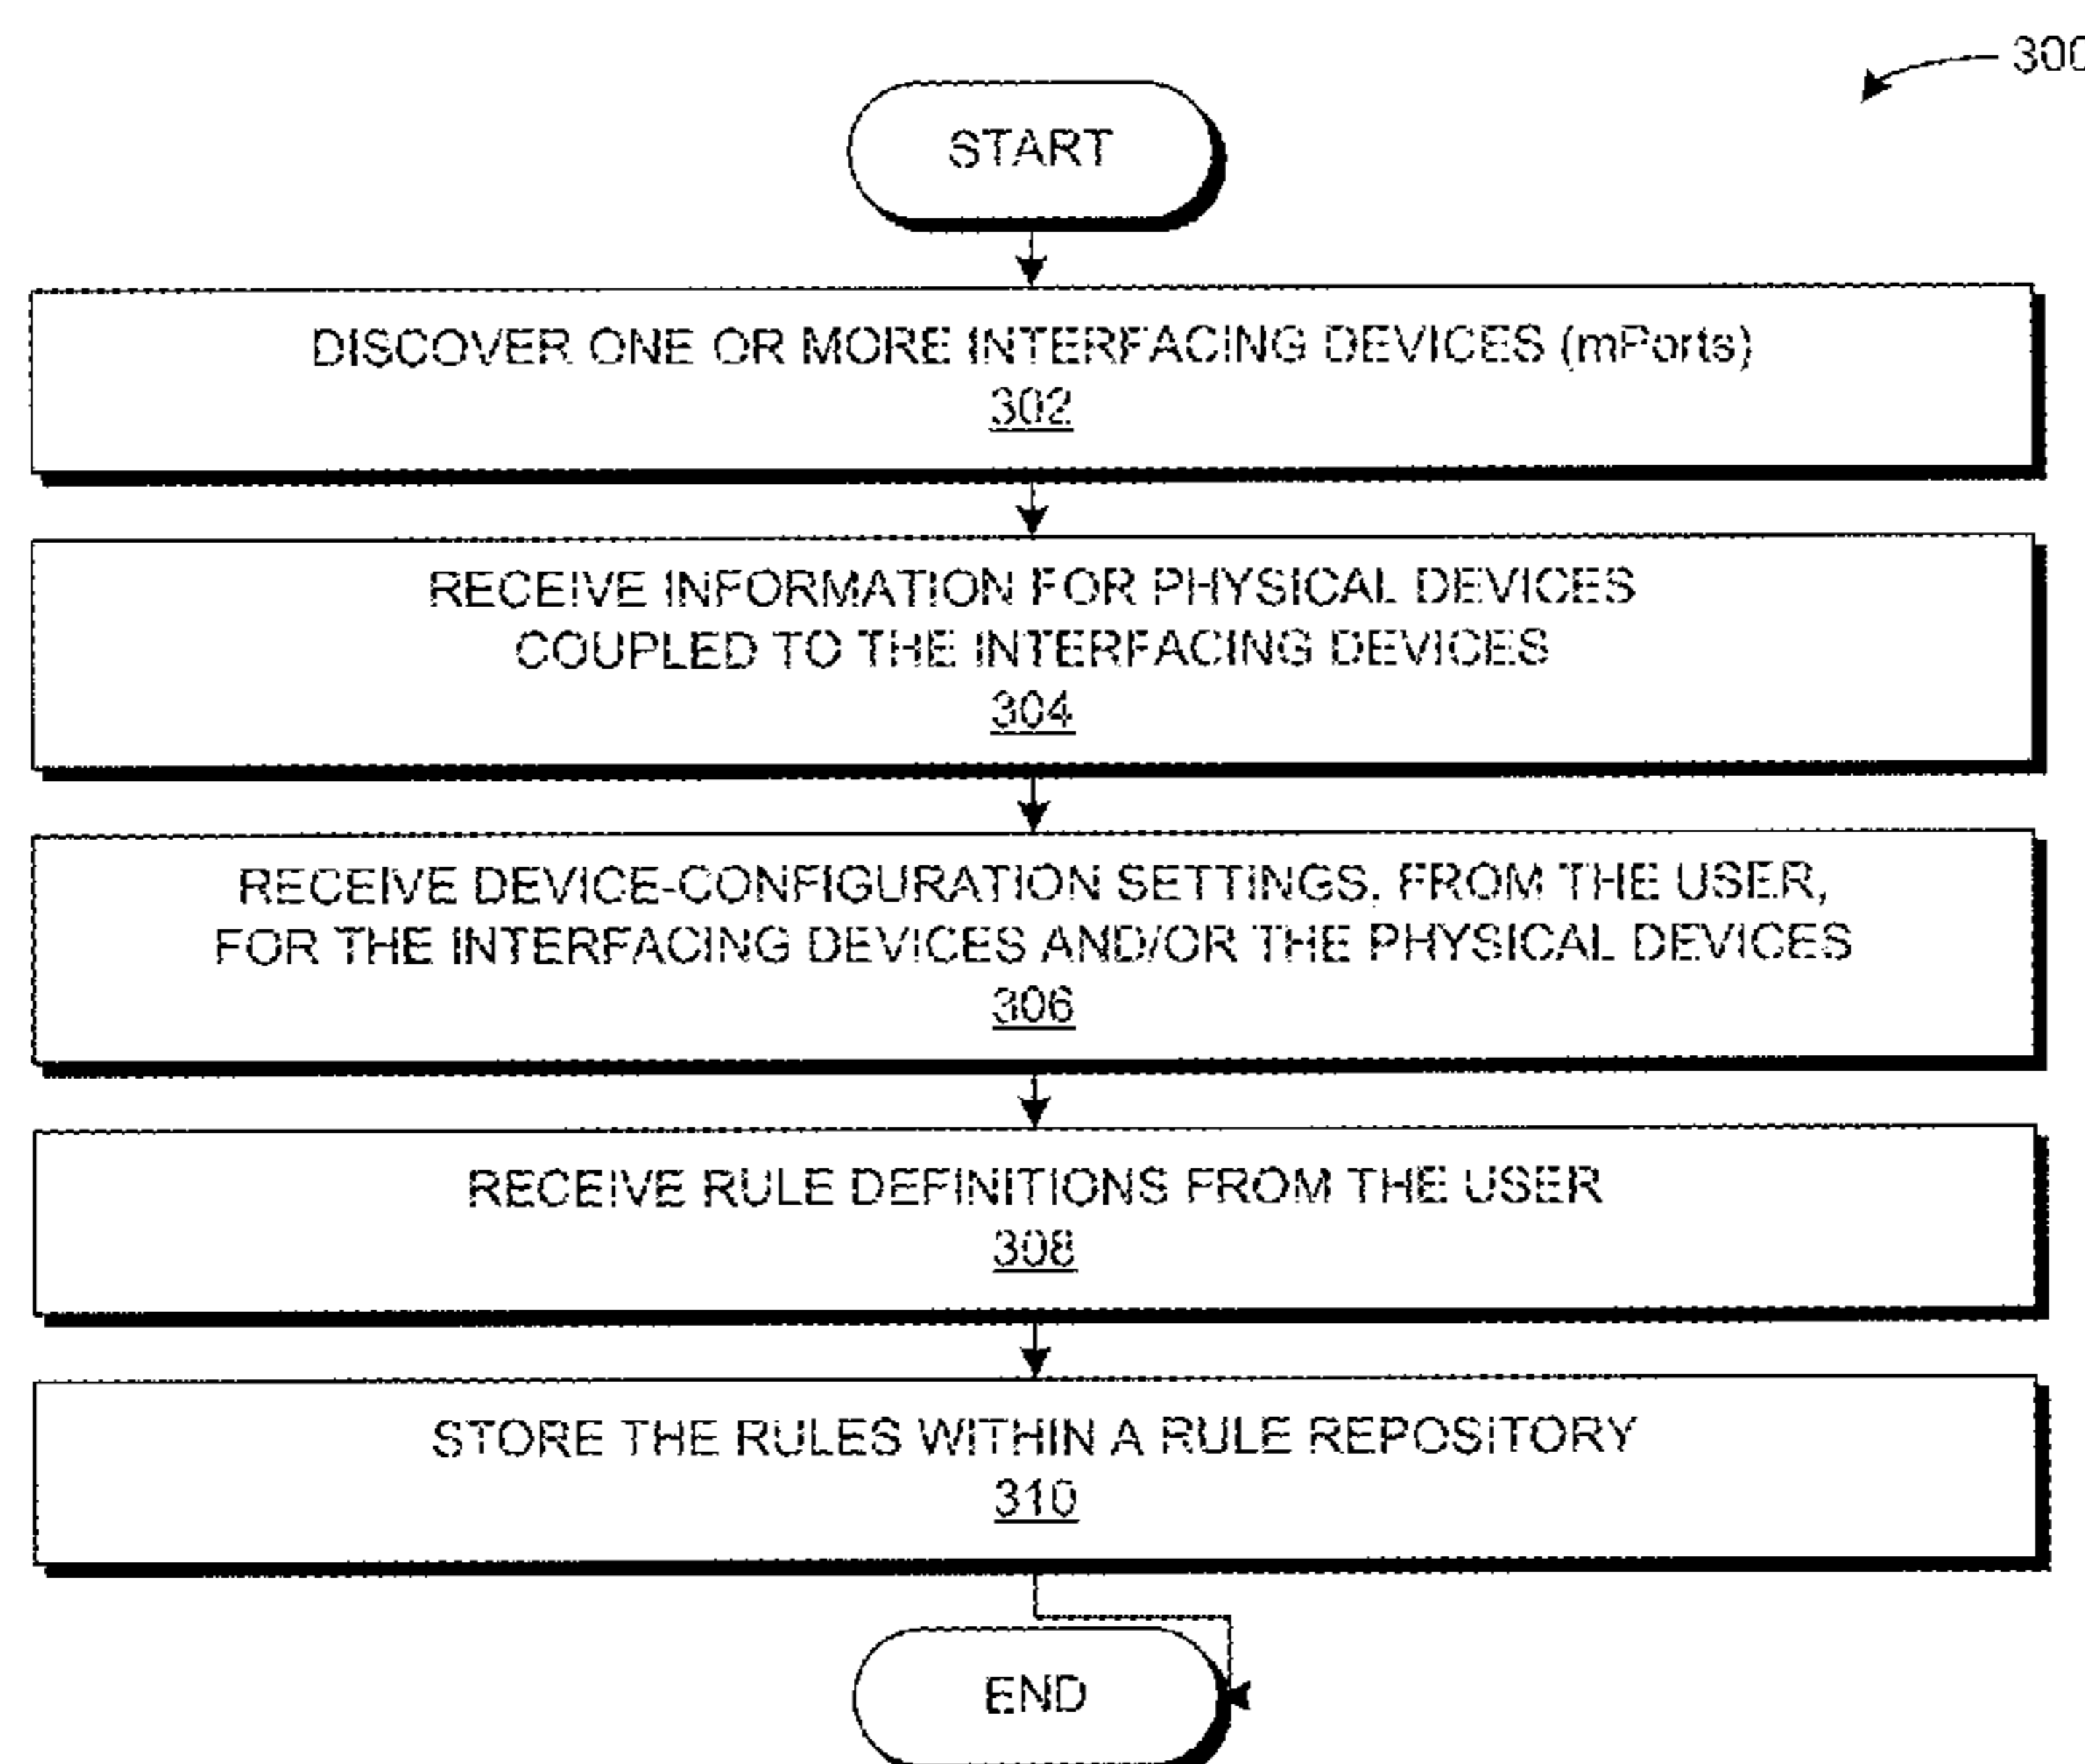 300
START
DISCOVER ONE OR MORE INTERFACING DEVICES (mPorts)
302
RECEIVE INFORMATION FOR PHYSICAL DEVICES
COUPLED TO THE INTERFACING DEVICES
304
RECEIVE DEVICE-CONFIGURATION SETTINGS, FROM THE USER,
FOR THE INTERFACING DEVICES AND/OR THE PHYSICAL DEVICES
306
RECEIVE RULE DEFINITIONS FROM THE USER
308
STORE THE RULES WITHIN A RULE REPOSITORY
310
END